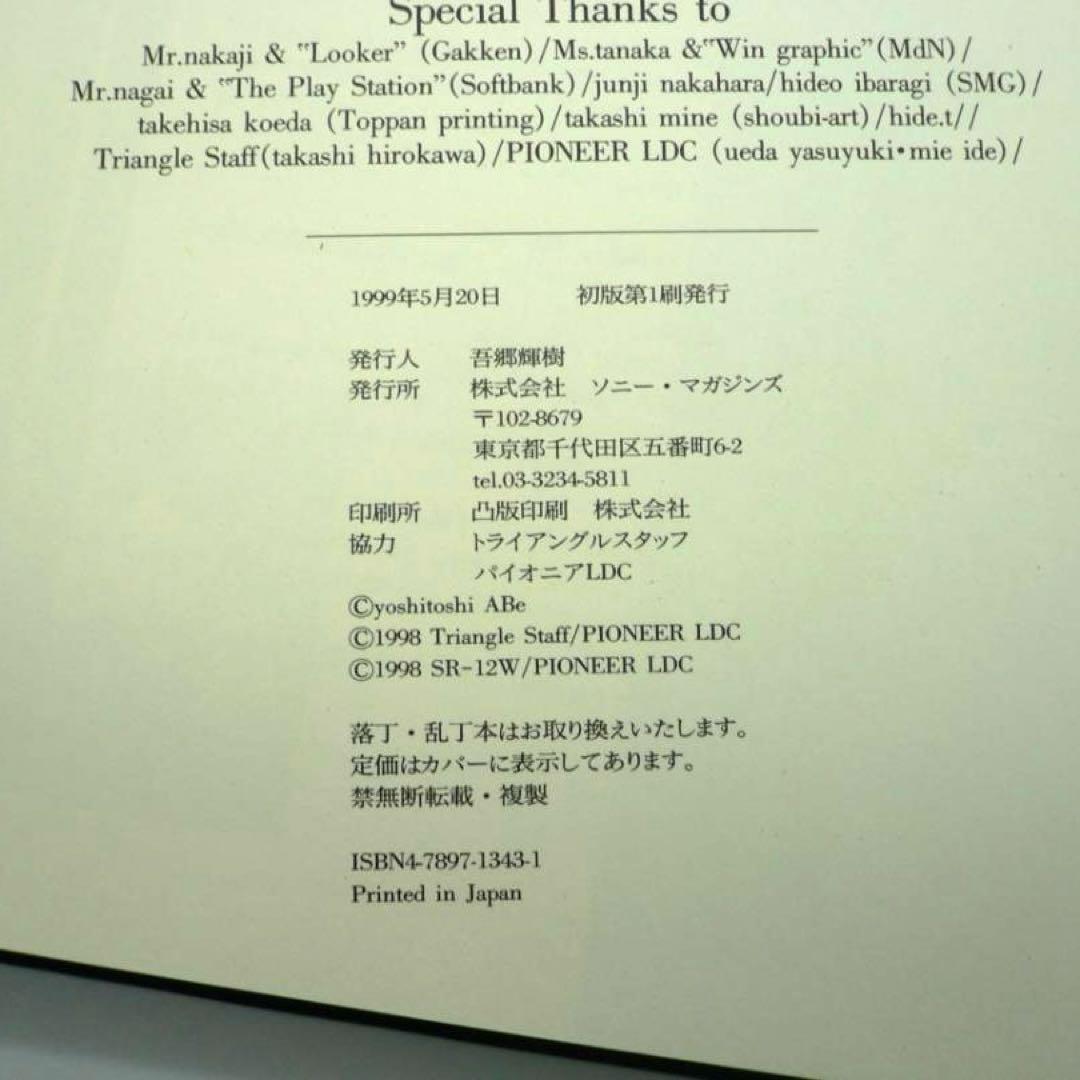 Special Thanks to
Mr.nakaji & "Looker" (Gakken)/Ms.tanaka &"Win graphic"(MdN)/
Mr.nagai & "The Play Station"(Softbank)/junji nakahara/hideo ibaragi (SMG)/
takehisa koeda (Toppan printing)/takashi mine (shoubi-art)/hide.t//
Triangle Staff(takashi hirokawa)/PIONEER LDC (ueda yasuyuki•mie ide)/
1999年5月20日 初版第1刷発行
発行人 吾郷輝樹
発行所 株式会社 ソニー・マガジンズ
〒102-8679
東京都千代田区五番町6-2
tel.03-3234-5811
印刷所 凸版印刷 株式会社
協力 トライアングルスタッフ
パイオニアLDC
©yoshitoshi ABe
©1998 Triangle Staff/PIONEER LDC
©1998 SR-12W/PIONEER LDC
落丁・乱丁本はお取り換えいたします。
定価はカバーに表示してあります。
禁無断転載・複製
ISBN4-7897-1343-1
Printed in Japan